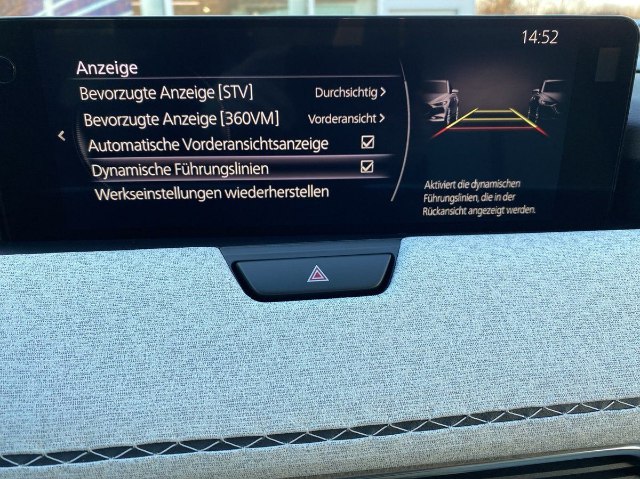 14:52
Anzeige
Bevorzugte Anzeige [STV] Durchsichtig
Bevorzugte Anzeige [360VM] Vorderansicht
Automatische Vorderansichtsanzeige
Dynamische Führungslinien
Werkseinstellungen wiederherstellen
Aktiviert die dynamischen
Führungslinien, die in der
Rückansicht angezeigt werden.